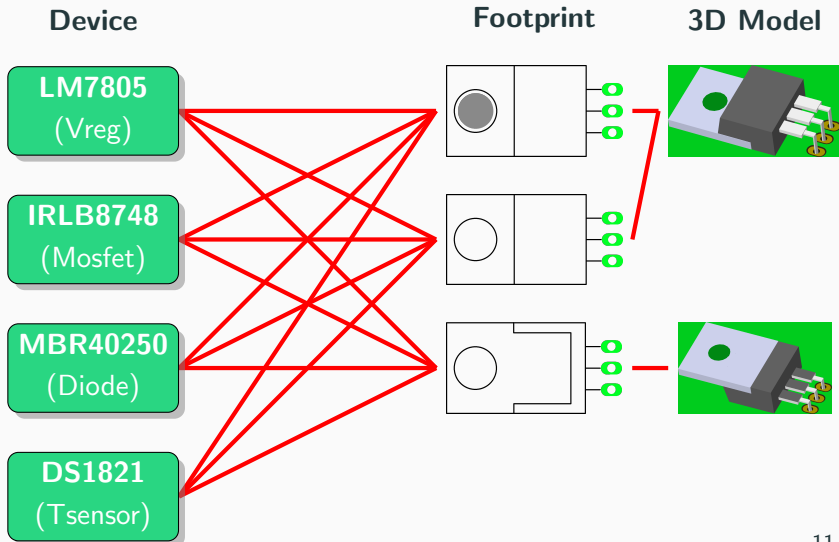 Device
Footprint
3D Model
LM7805
(Vreg)
IRLB8748
(Mosfet)
MBR40250
(Diode)
DS1821
(Tsensor)
11